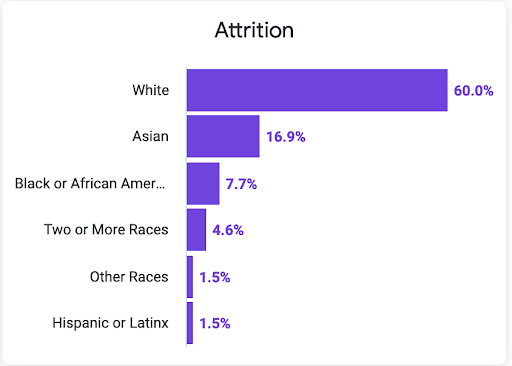 Attrition
White 60.0%
Asian 16.9%
Black or African Amer... 7.7%
Two or More Races 4.6%
Other Races 1.5%
Hispanic or Latinx 1.5%